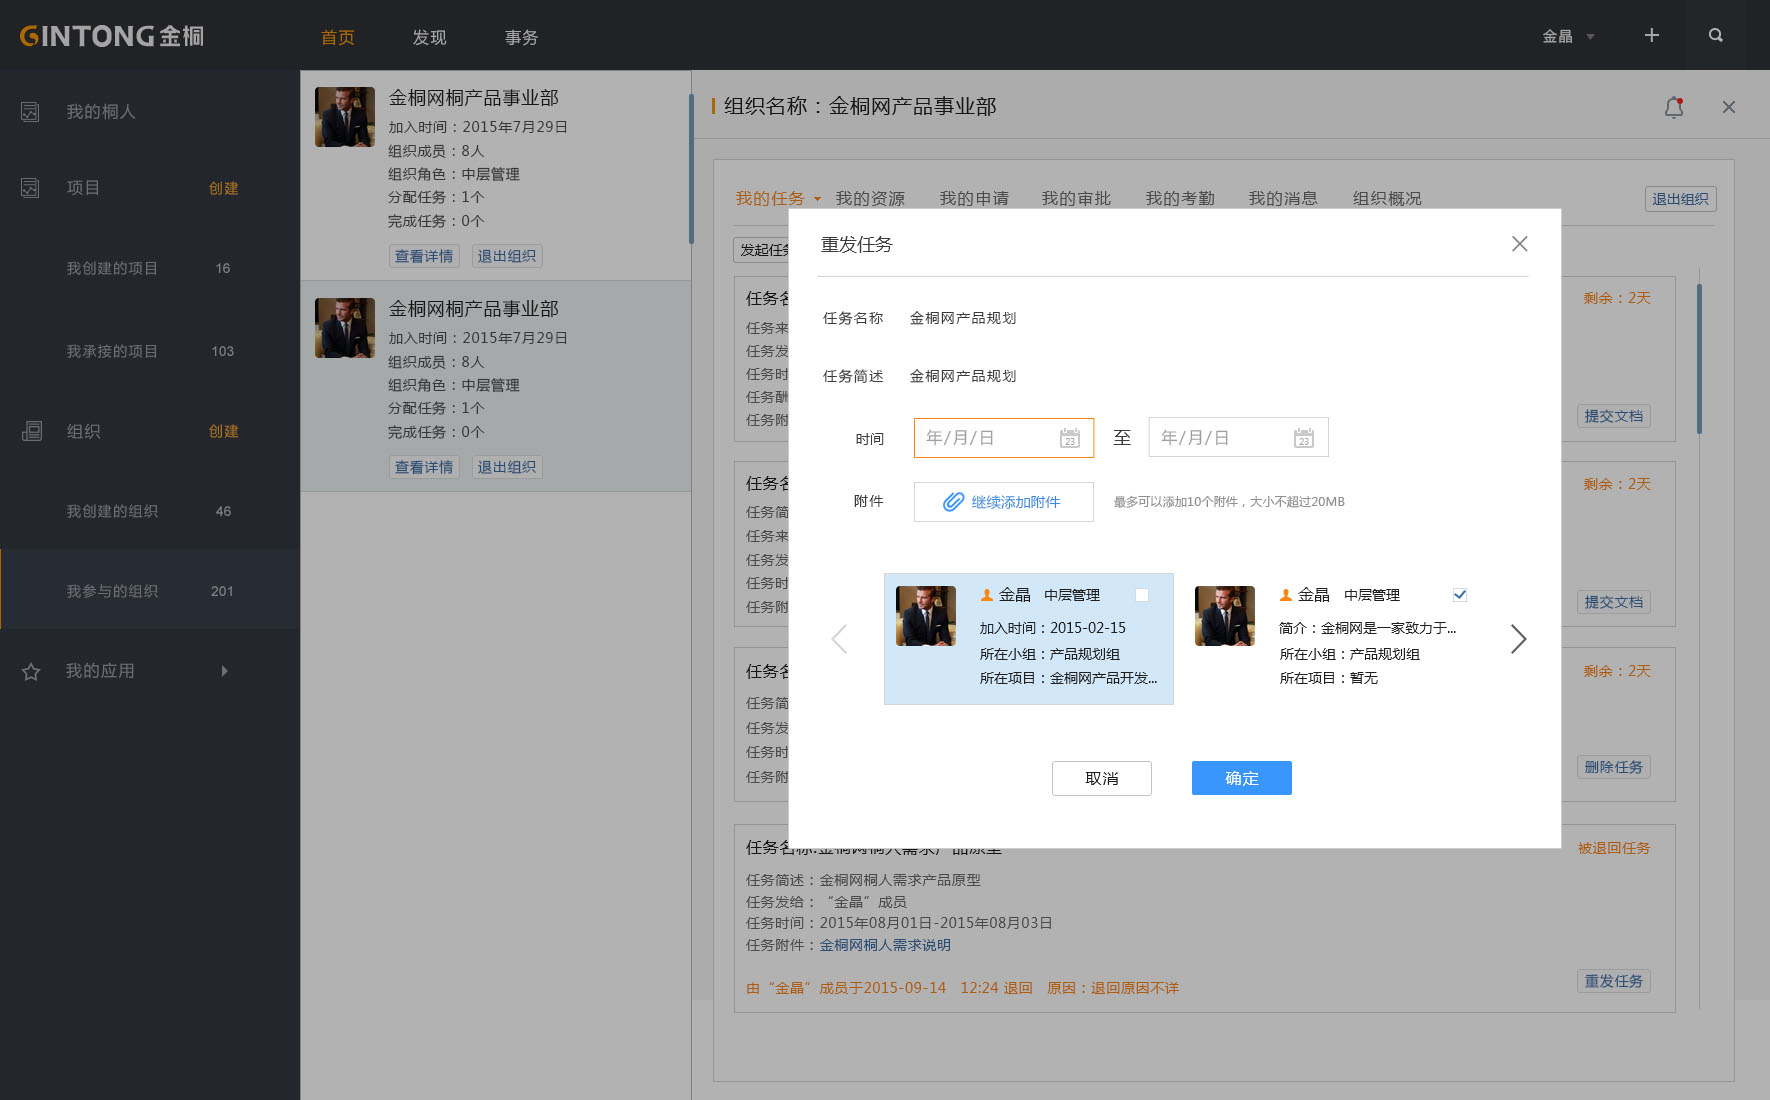 GINTONG金桐
首页
发现
事务
金晶
我的桐人
项目
创建
我创建的项目
16
我承接的项目
103
组织
创建
我创建的组织
46
我参与的组织
201
我的应用
金桐网桐产品事业部
加入时间：2015年7月29日
组织成员：8人
组织角色：中层管理
分配任务：1个
完成任务：0个
查看详情
退出组织
金桐网桐产品事业部
加入时间：2015年7月29日
组织成员：8人
组织角色：中层管理
分配任务：1个
完成任务：0个
查看详情
退出组织
组织名称：金桐网产品事业部
我的任务
我的资源
我的申请
我的审批
我的考勤
我的消息
组织概况
退出组织
发起任务
任务名
剩余：2天
任务来
任务发
任务时
任务酬
任务附
提交文档
任务名
剩余：2天
任务简
任务来
任务发
任务时
任务附
提交文档
任务名
剩余：2天
任务简
任务发
任务时
任务附
删除任务
重发任务
任务名称
金桐网产品规划
任务简述
金桐网产品规划
时间
年/月/日
23
至
年/月/日
23
附件
继续添加附件
最多可以添加10个附件，大小不超过20MB
金晶
中层管理
加入时间：2015-02-15
所在小组：产品规划组
所在项目：金桐网产品开发...
金晶
中层管理
简介：金桐网是一家致力于...
所在小组：产品规划组
所在项目：暂无
取消
确定
任务名称:金桐网桐人需求产品原型
被退回任务
任务简述：金桐网桐人需求产品原型
任务发给：“金晶”成员
任务时间：2015年08月01日-2015年08月03日
任务附件：金桐网桐人需求说明
由“金晶”成员于2015-09-14 12:24 退回 原因：退回原因不详
重发任务